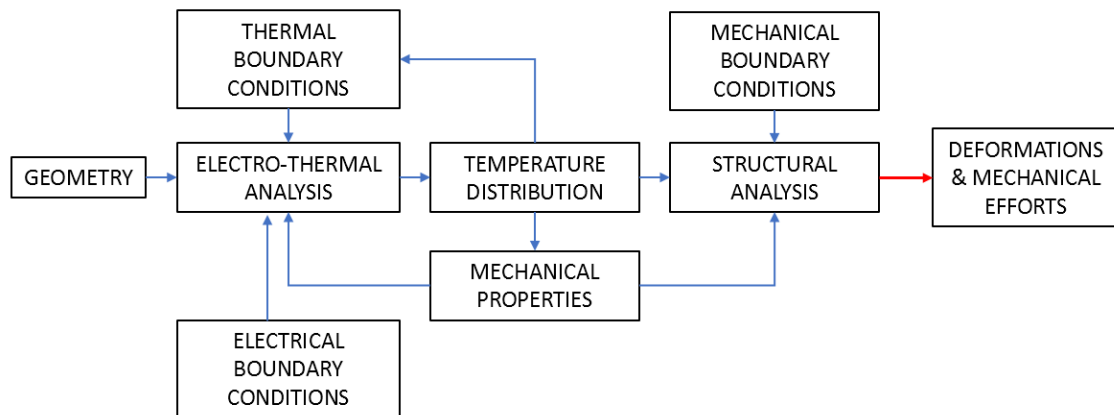 THERMAL
BOUNDARY
CONDITIONS
MECHANICAL
BOUNDARY
CONDITIONS
GEOMETRY
ELECTRO-THERMAL
ANALYSIS
TEMPERATURE
DISTRIBUTION
STRUCTURAL
ANALYSIS
DEFORMATIONS
& MECHANICAL
EFFORTS
MECHANICAL
PROPERTIES
ELECTRICAL
BOUNDARY
CONDITIONS